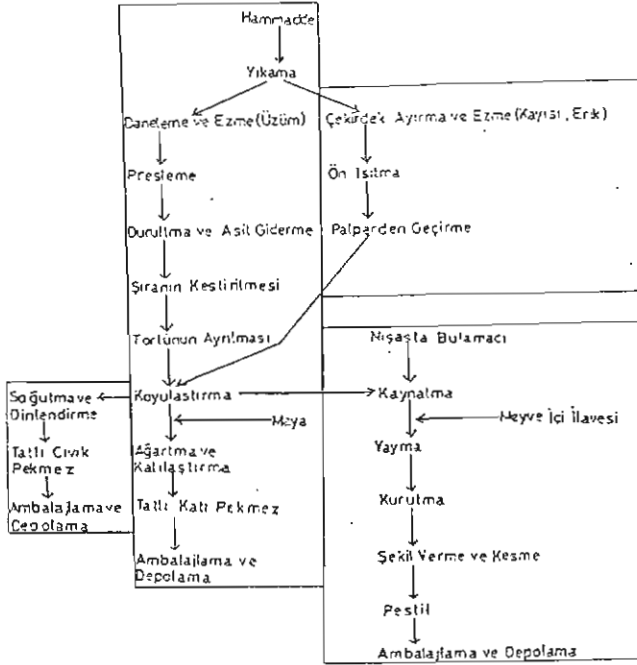 Hammadde
Yıkama
Daneleme ve Ezme(Üzüm)
Çekirdek Ayırma ve Ezme(Kayısı, Erik)
Presleme
Ön Isıtma
Durultma ve Asit Giderme
Palparden Geçirme
Şıranın Kestirilmesi
Tortunun Ayrılması
Nişasta Bulamacı
Soğutma ve
Dinlendirme
Koyulaştırma
Kaynatma
Maya
Meyve İçi İlavesi
Tatlı Cıvık
Pekmez
Ağartma ve
Katılaştırma
Yayma
Ambalajlama ve
Depolama
Tatlı Katı Pekmez
Kurutma
Ambalajlama ve
Depolama
Şekil Verme ve Kesme
Pestil
Ambalajlama ve Depolama